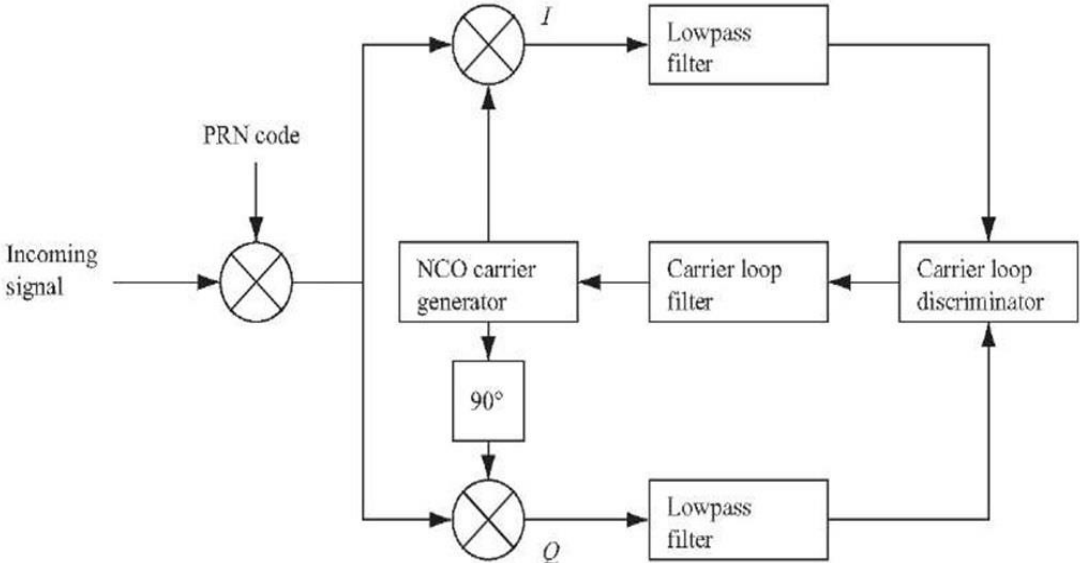 I
Lowpass
filter
PRN code
Incoming
signal
NCO carrier
generator
Carrier loop
filter
Carrier loop
discriminator
90°
Lowpass
filter
Q